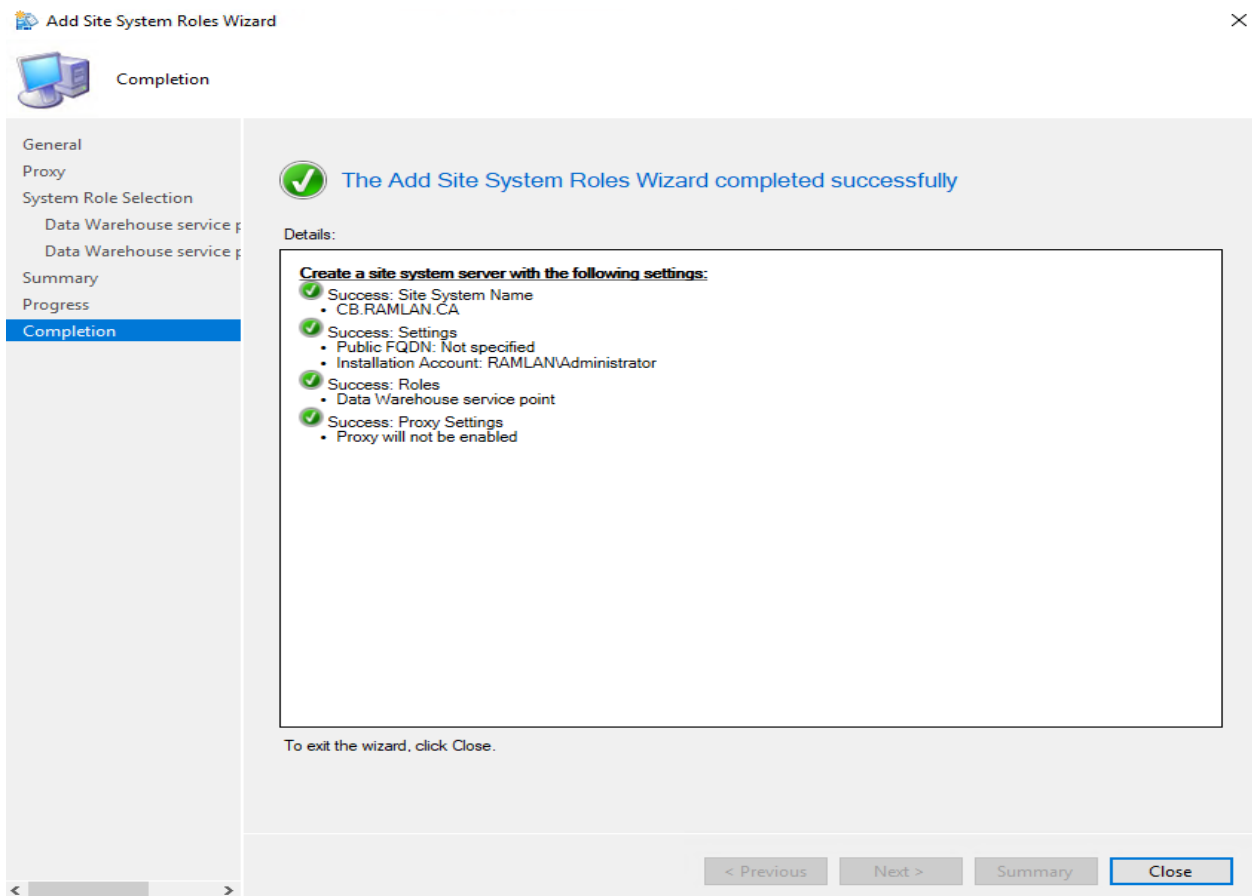 Add Site System Roles Wizard
Completion
General
Proxy
System Role Selection
Data Warehouse service p
Data Warehouse service p
Summary
Progress
Completion
The Add Site System Roles Wizard completed successfully
Details:
Create a site system server with the following settings:
Success: Site System Name
• CB.RAMLAN.CA
Success: Settings
• Public FQDN: Not specified
• Installation Account: RAMLAN\Administrator
Success: Roles
• Data Warehouse service point
Success: Proxy Settings
• Proxy will not be enabled
To exit the wizard, click Close.
< Previous Next > Summary Close